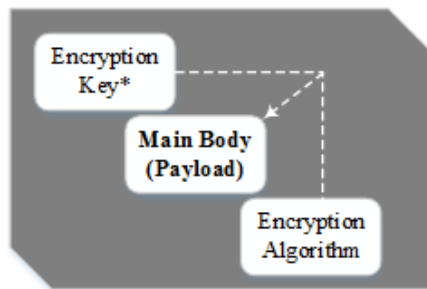 Encryption
Key*
Main Body
(Payload)
Encryption
Algorithm